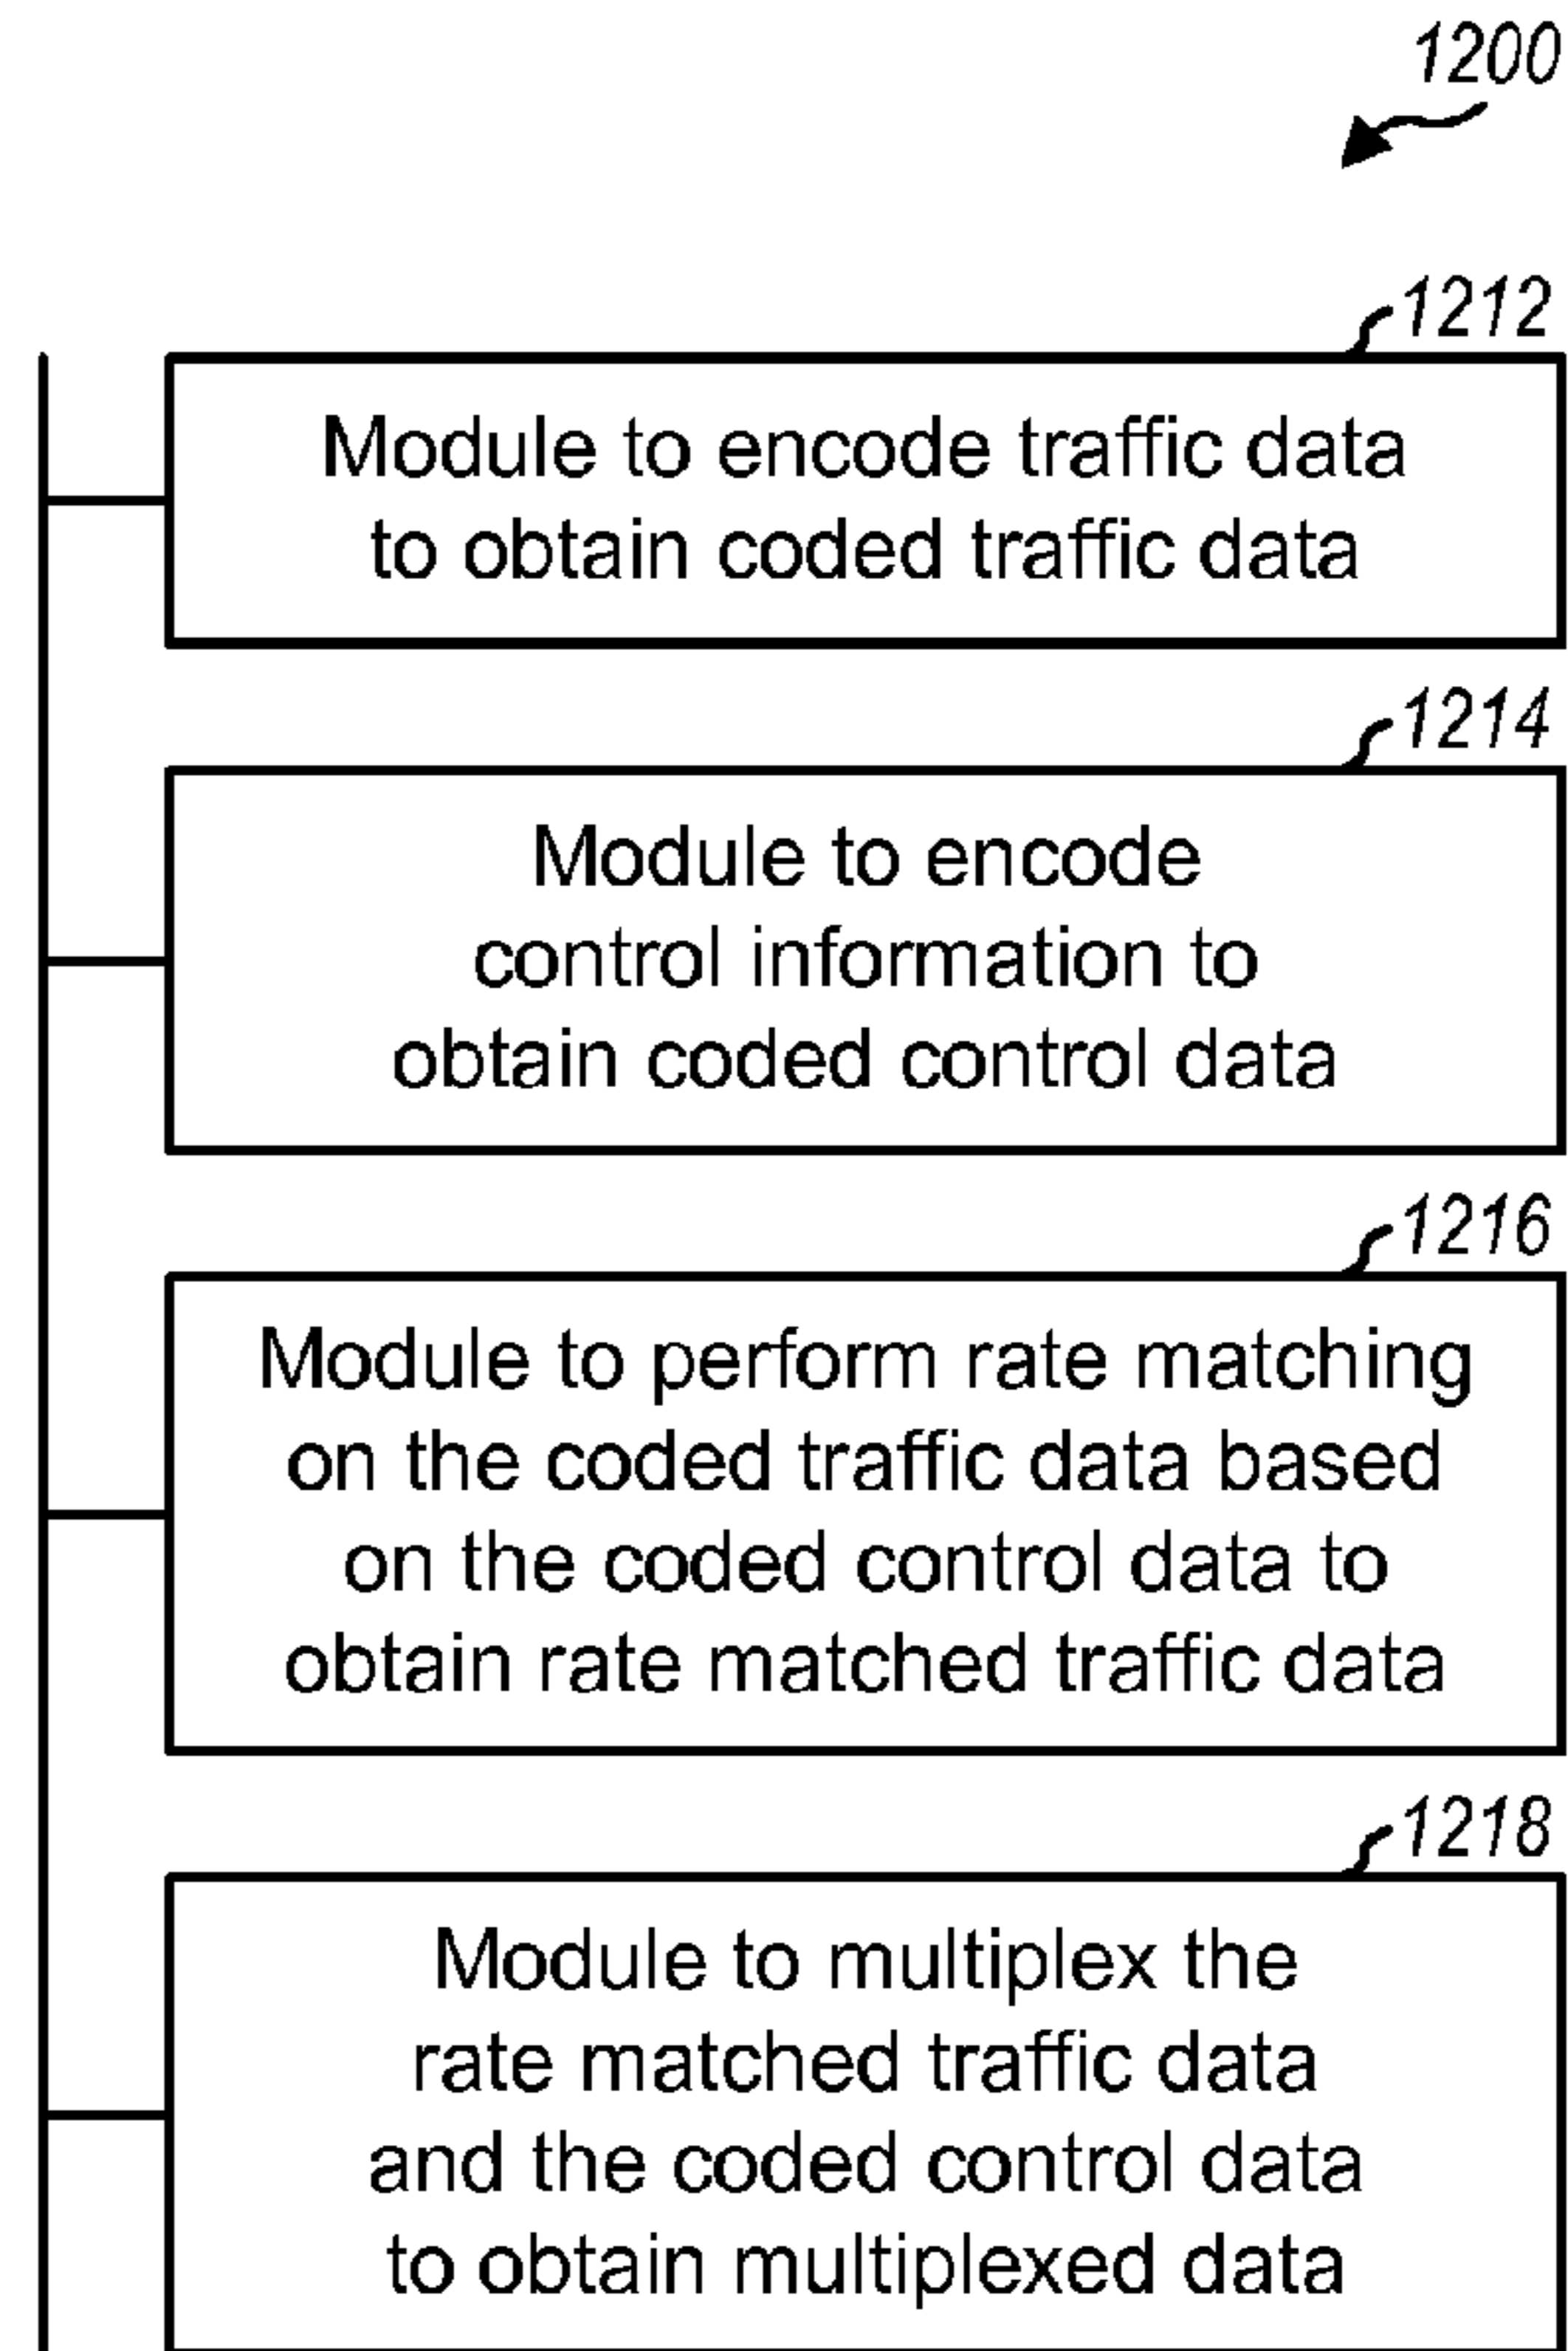 1200
1212
Module to encode traffic data
to obtain coded traffic data
1214
Module to encode
control information to
obtain coded control data
1216
Module to perform rate matching
on the coded traffic data based
on the coded control data to
obtain rate matched traffic data
1218
Module to multiplex the
rate matched traffic data
and the coded control data
to obtain multiplexed data